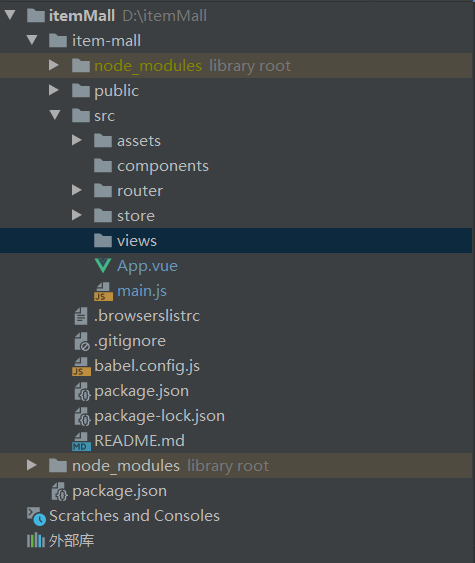 itemMall D:\itemMall
item-mall
node_modules library root
public
src
assets
components
router
store
views
App.vue
main.js
.browserslistrc
.gitignore
babel.config.js
package.json
package-lock.json
README.md
node_modules library root
package.json
Scratches and Consoles
外部库